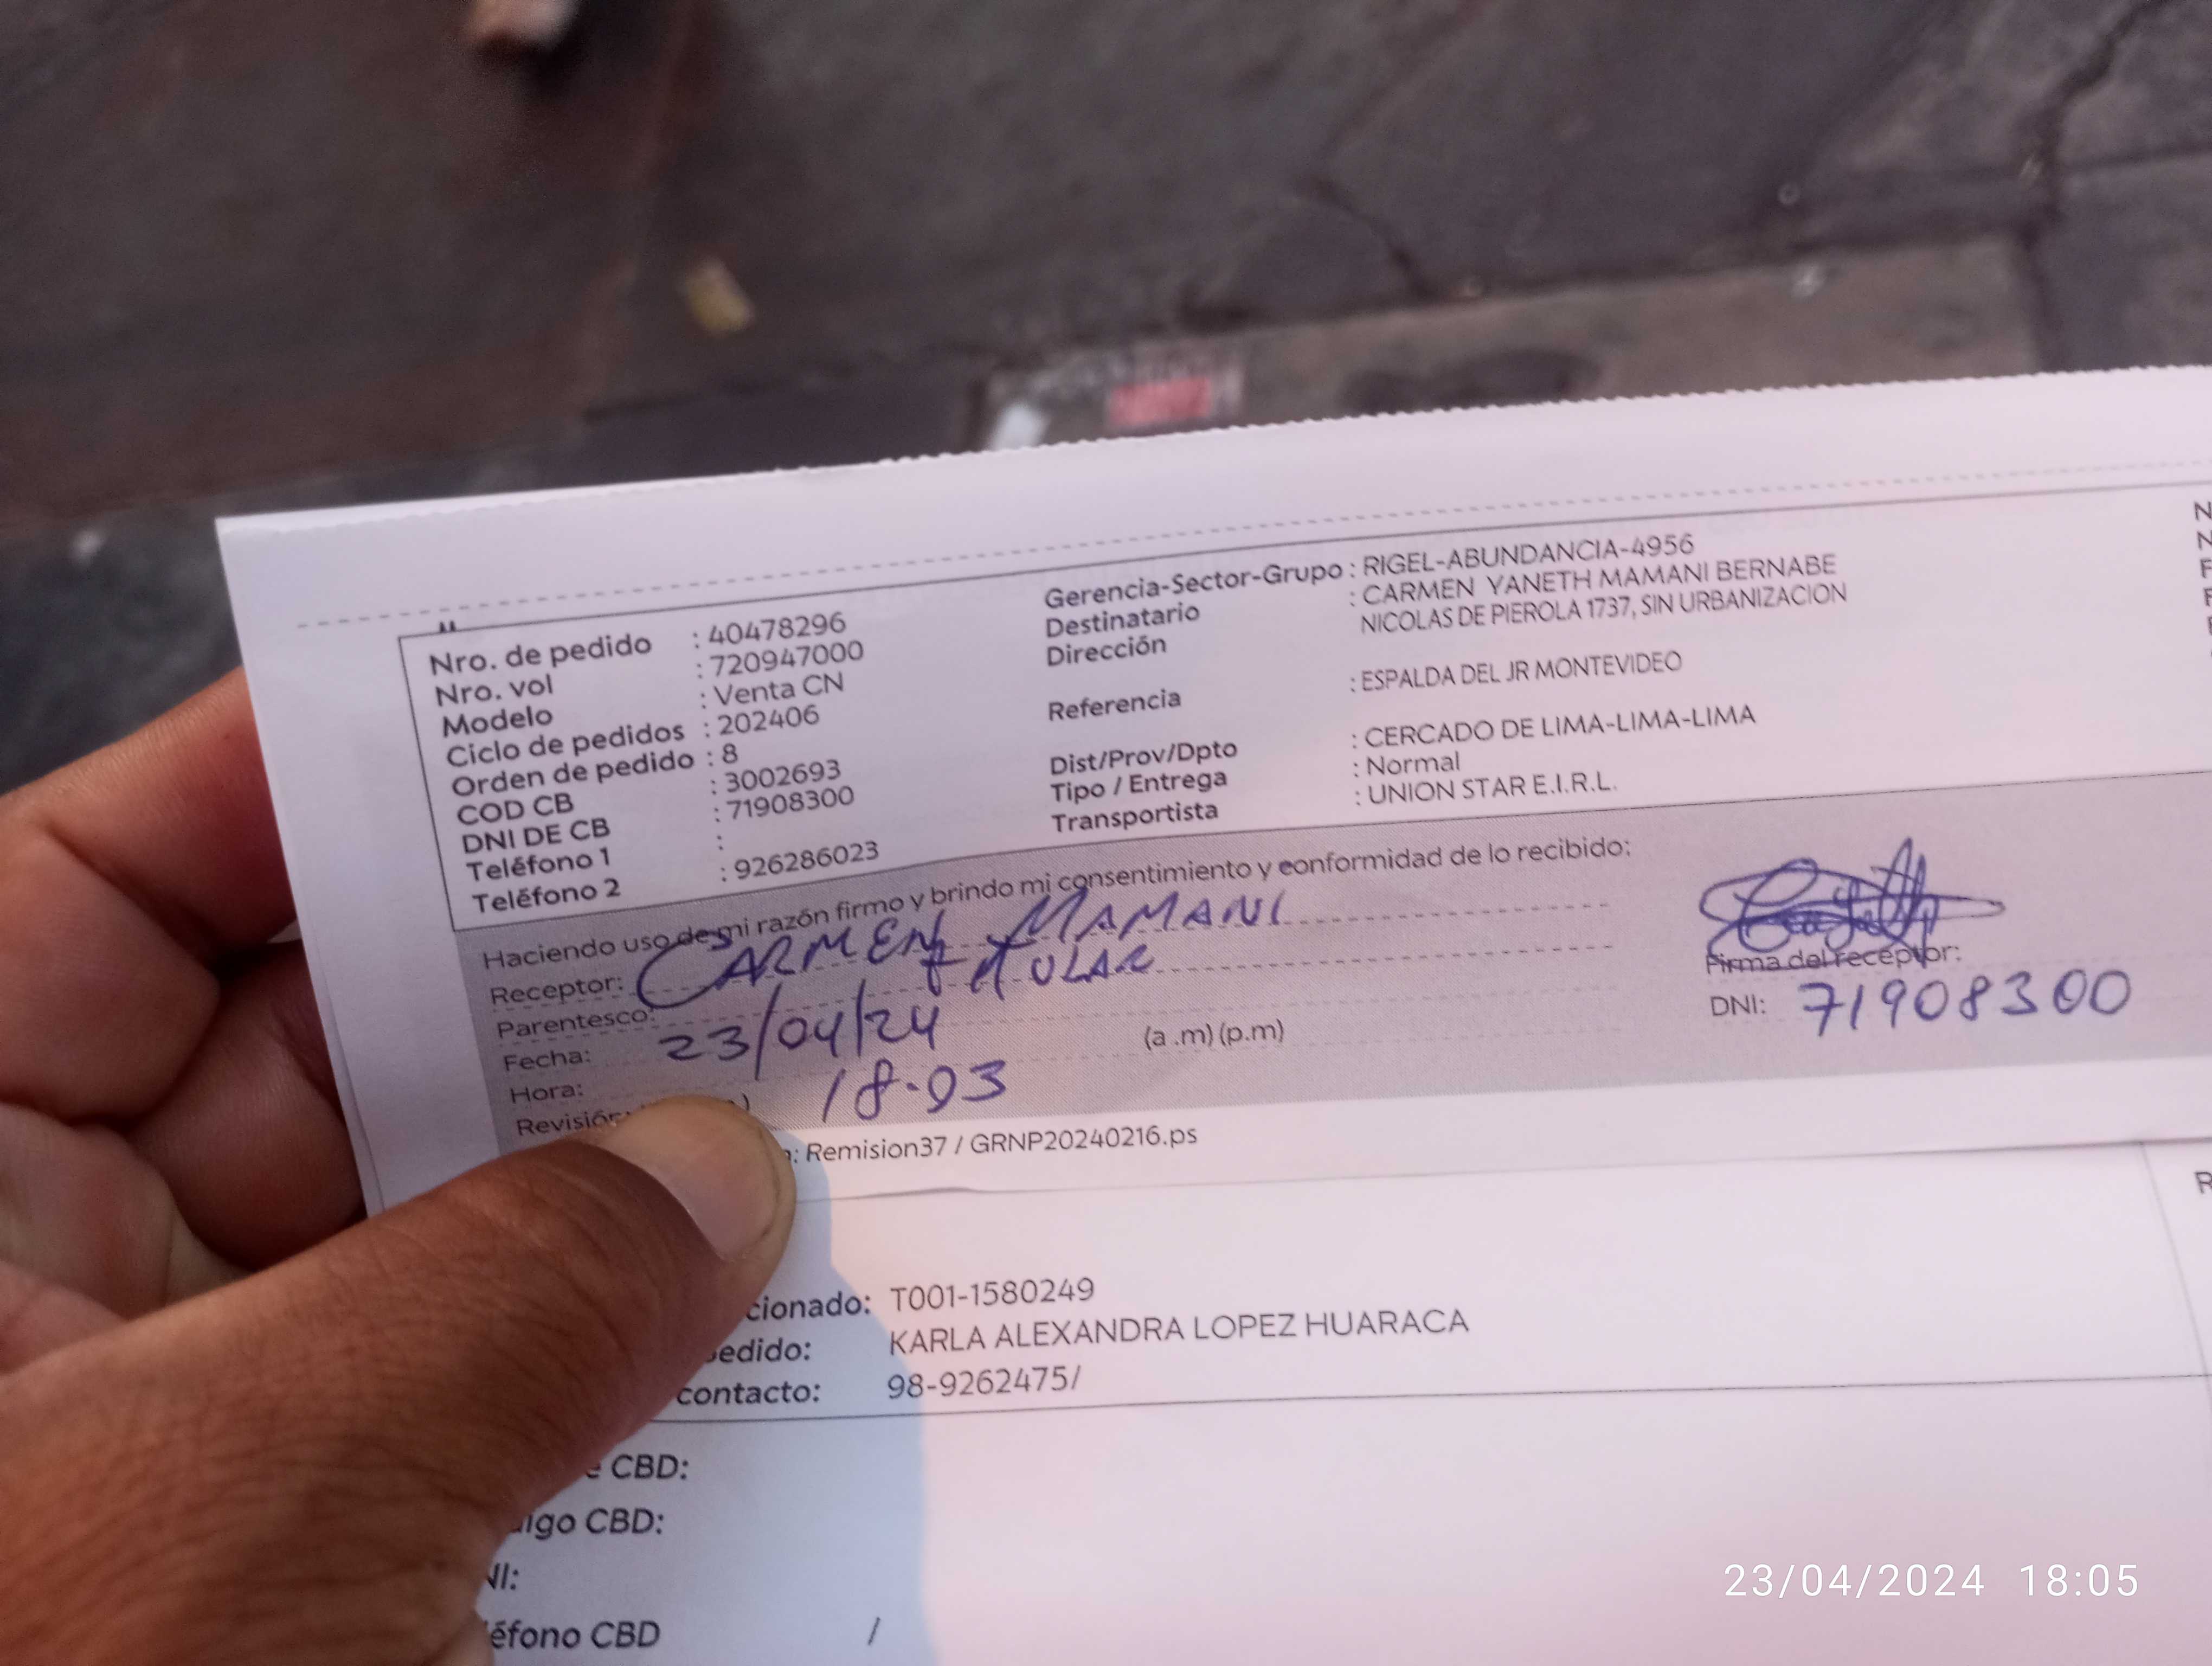 Nro. de pedido : 40478296
Nro. vol : 720947000
Modelo : Venta CN
Ciclo de pedidos : 202406
Orden de pedido : 8
COD CB : 3002693
DNI DE CB : 71908300
Teléfono 1 :
Teléfono 2 : 926286023
Gerencia-Sector-Grupo : RIGEL-ABUNDANCIA-4956
Destinatario : CARMEN YANETH MAMANI BERNABE
Dirección NICOLAS DE PIEROLA 1737, SIN URBANIZACION
Referencia : ESPALDA DEL JR MONTEVIDEO
Dist/Prov/Dpto : CERCADO DE LIMA-LIMA-LIMA
Tipo / Entrega : Normal
Transportista : UNION STAR E.I.R.L.
Haciendo uso de mi razón firmo y brindo mi consentimiento y conformidad de lo recibido:
Receptor: CARMEN MAMANI
Parentesco: titULAR
Fecha: 23/04/24
Hora: 18.03 (a .m) (p.m)
Firma del receptor:
DNI: 71908300
: Remision37 / GRNP20240216.ps
cionado: T001-1580249
edido: KARLA ALEXANDRA LOPEZ HUARACA
contacto: 98-9262475/
CBD:
igo CBD:
NI:
éfono CBD /
23/04/2024 18:05